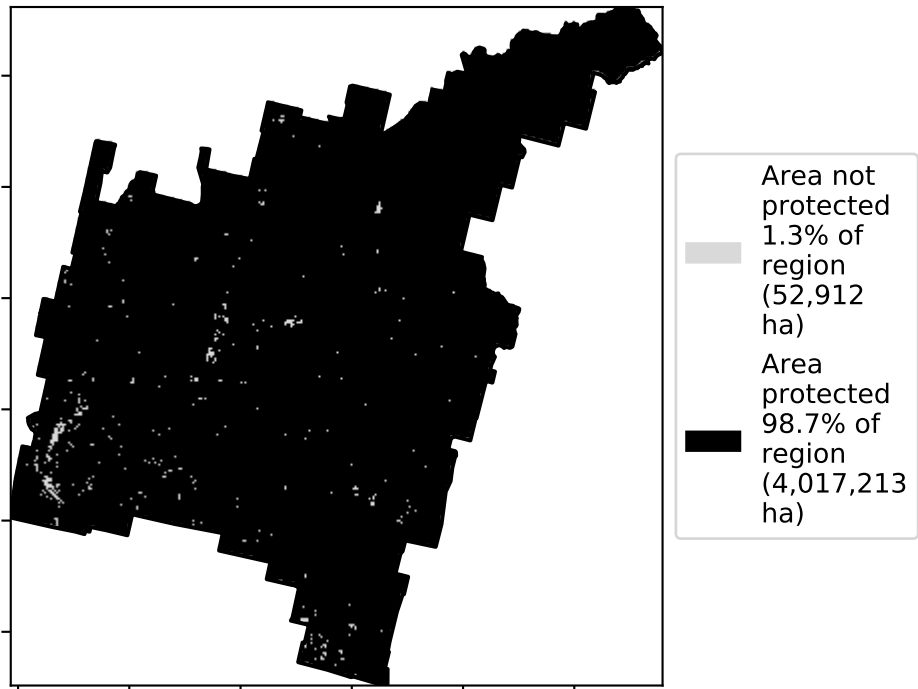 Area not
protected
1.3% of
region
(52,912
ha)
Area
protected
98.7% of
region
(4,017,213
ha)